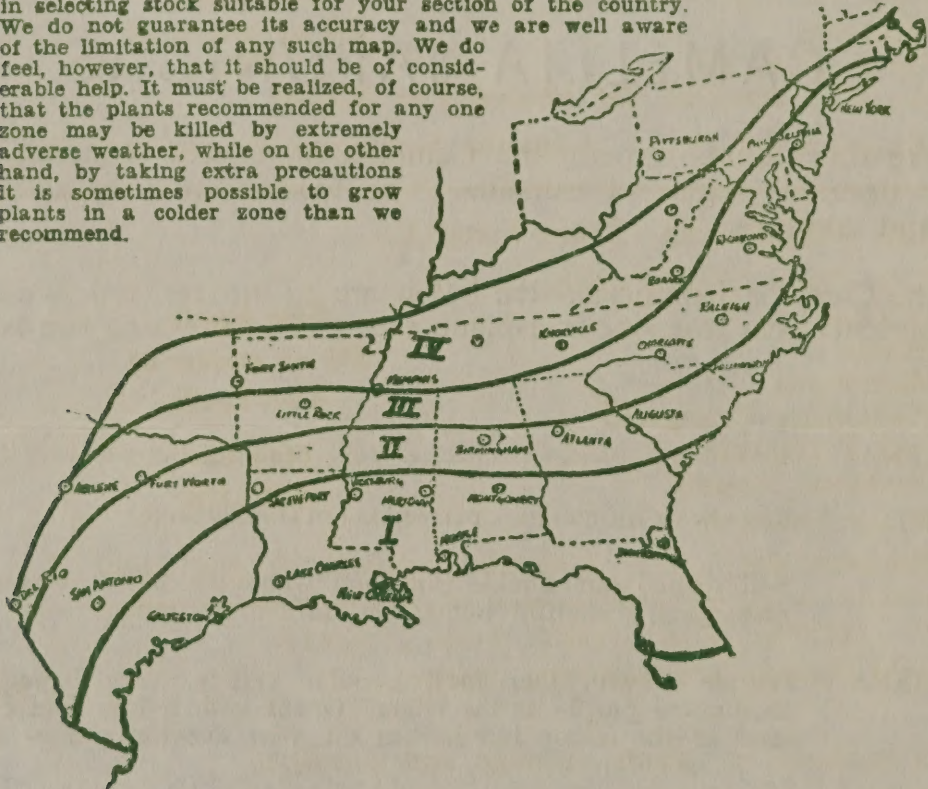 in selecting stock suitable for your section of the country.
We do not guarantee its accuracy and we are well aware
of the limitation of any such map. We do
feel, however, that it should be of consid-
erable help. It must be realized, of course,
that the plants recommended for any one
zone may be killed by extremely
adverse weather, while on the other
hand, by taking extra precautions
it is sometimes possible to grow
plants in a colder zone than we
recommend.
NEW YORK
PITTSBURGH
PHILADELPHIA
RICHMOND
RALEIGH
IV
KNOXVILLE
CHARLOTTE
WILMINGTON
FORT SMITH
MEMPHIS
III
LITTLE ROCK
AUGUSTA
II
BIRMINGHAM
ATLANTA
ABILENE
FORT WORTH
SHREVEPORT
VICKSBURG
MERIDIAN
MONTGOMERY
I
MOBILE
DEL RIO
SAN ANTONIO
LAKE CHARLES
NEW ORLEANS
GALVESTON